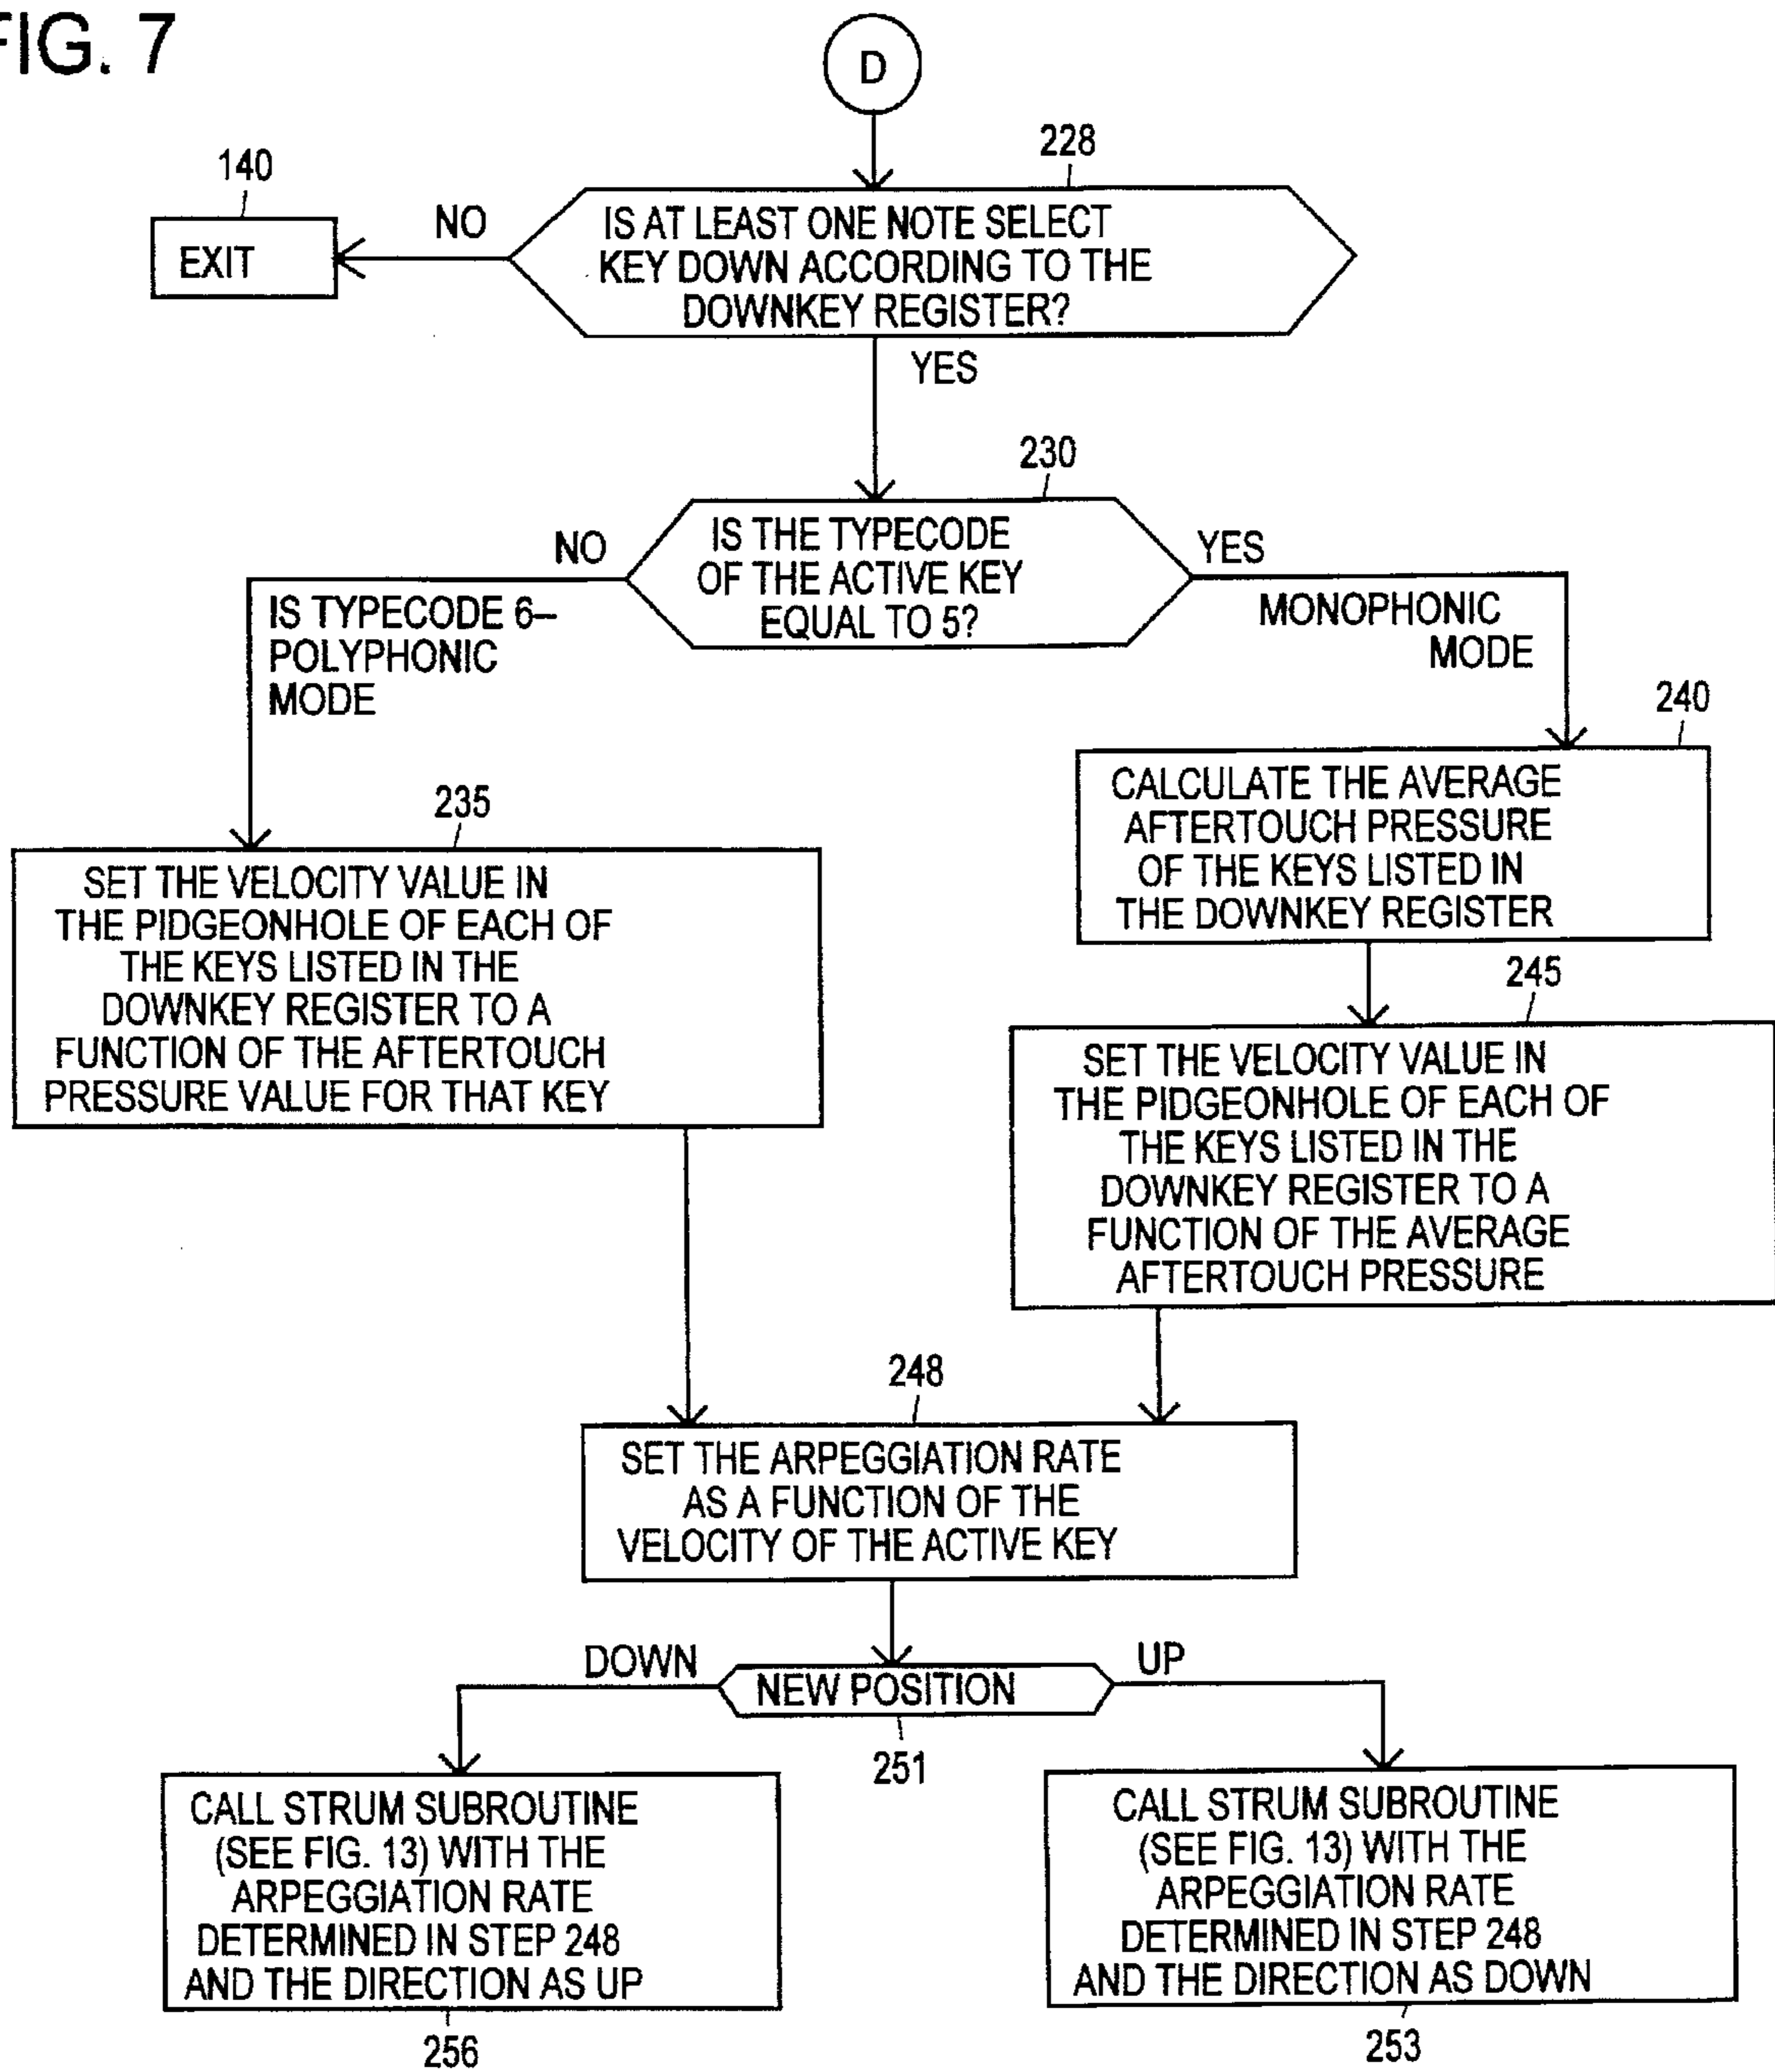 FIG. 7
D
228
140
NO
IS AT LEAST ONE NOTE SELECT
KEY DOWN ACCORDING TO THE
DOWNKEY REGISTER?
EXIT
YES
230
NO
IS THE TYPECODE
OF THE ACTIVE KEY
EQUAL TO 5?
YES
IS TYPECODE 6–
POLYPHONIC
MODE
MONOPHONIC
MODE
240
CALCULATE THE AVERAGE
AFTERTOUCH PRESSURE
OF THE KEYS LISTED IN
THE DOWNKEY REGISTER
235
SET THE VELOCITY VALUE IN
THE PIDGEONHOLE OF EACH OF
THE KEYS LISTED IN THE
DOWNKEY REGISTER TO A
FUNCTION OF THE AFTERTOUCH
PRESSURE VALUE FOR THAT KEY
245
SET THE VELOCITY VALUE IN
THE PIDGEONHOLE OF EACH OF
THE KEYS LISTED IN THE
DOWNKEY REGISTER TO A
FUNCTION OF THE AVERAGE
AFTERTOUCH PRESSURE
248
SET THE ARPEGGIATION RATE
AS A FUNCTION OF THE
VELOCITY OF THE ACTIVE KEY
DOWN
NEW POSITION
UP
251
CALL STRUM SUBROUTINE
(SEE FIG. 13) WITH THE
ARPEGGIATION RATE
DETERMINED IN STEP 248
AND THE DIRECTION AS UP
256
CALL STRUM SUBROUTINE
(SEE FIG. 13) WITH THE
ARPEGGIATION RATE
DETERMINED IN STEP 248
AND THE DIRECTION AS DOWN
253